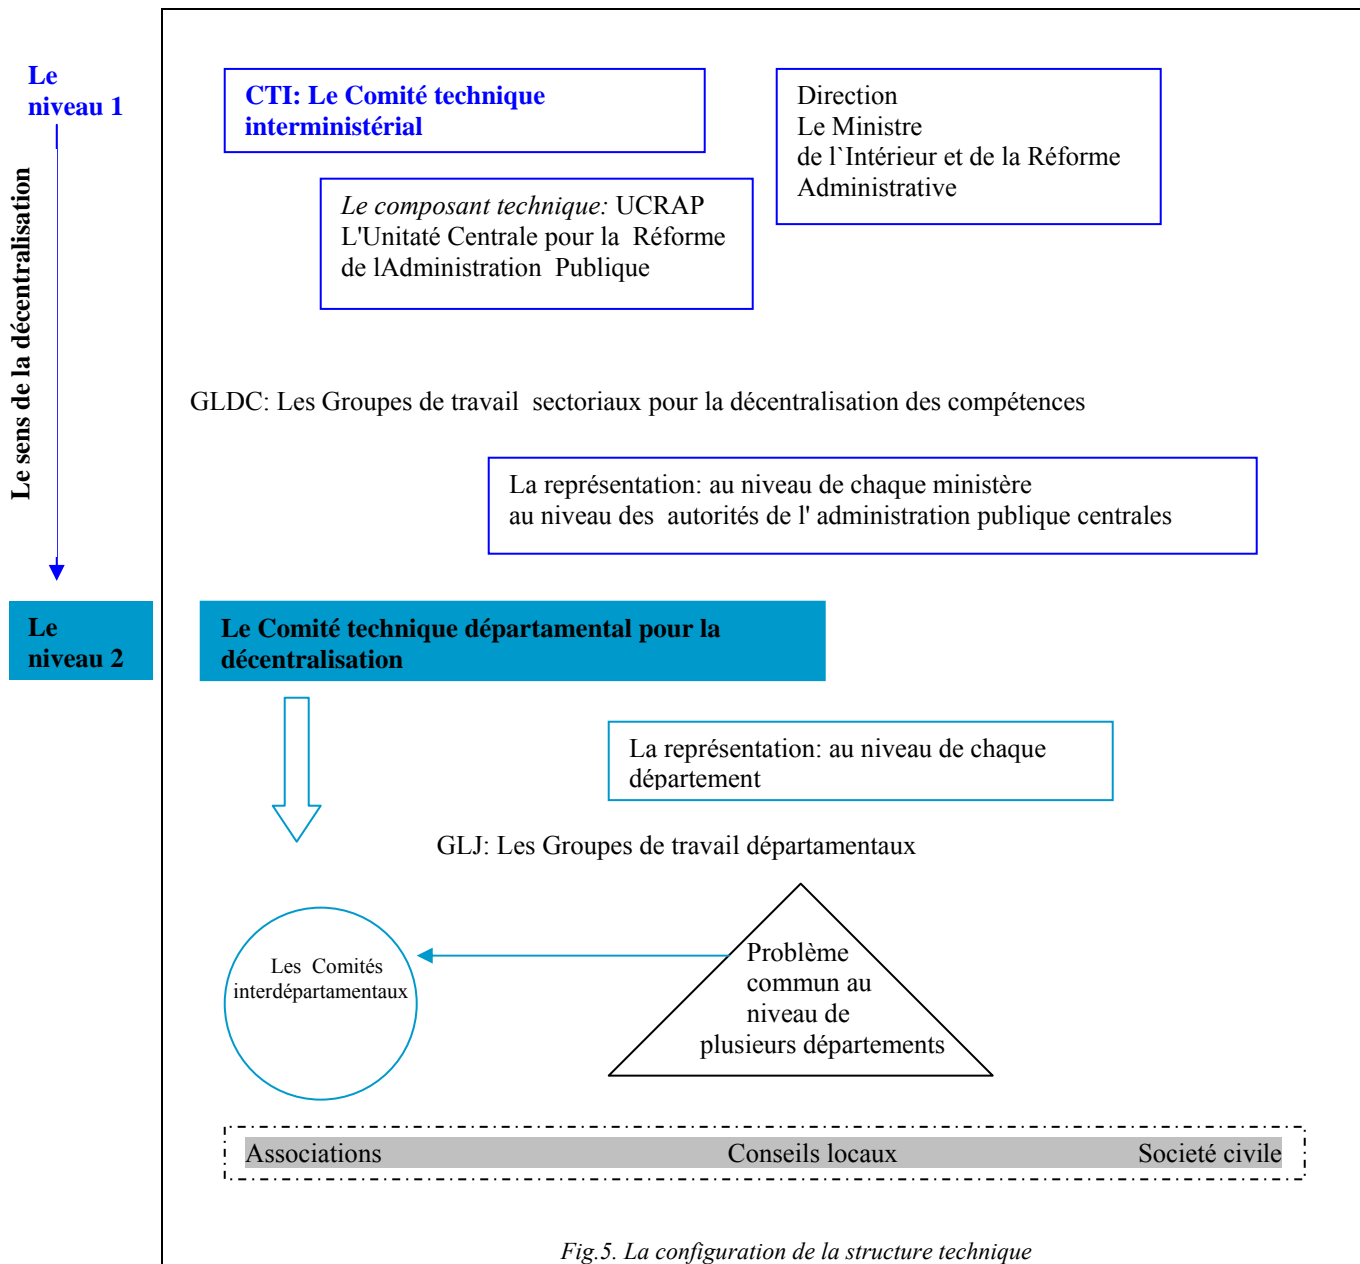 Le
niveau 1
Le sens de la décentralisation
CTI: Le Comité technique
interministérial
Direction
Le Ministre
de l`Intérieur et de la Réforme
Administrative
Le composant technique: UCRAP
L'Unitaté Centrale pour la Réforme
de lAdministration Publique
GLDC: Les Groupes de travail sectoriaux pour la décentralisation des compétences
La représentation: au niveau de chaque ministère
au niveau des autorités de l' administration publique centrales
Le
niveau 2
Le Comité technique départamental pour la
décentralisation
La représentation: au niveau de chaque
département
GLJ: Les Groupes de travail départamentaux
Les Comités
interdépartamentaux
Problème
commun au
niveau de
plusieurs départements
Associations Conseils locaux Societé civile
Fig.5. La configuration de la structure technique